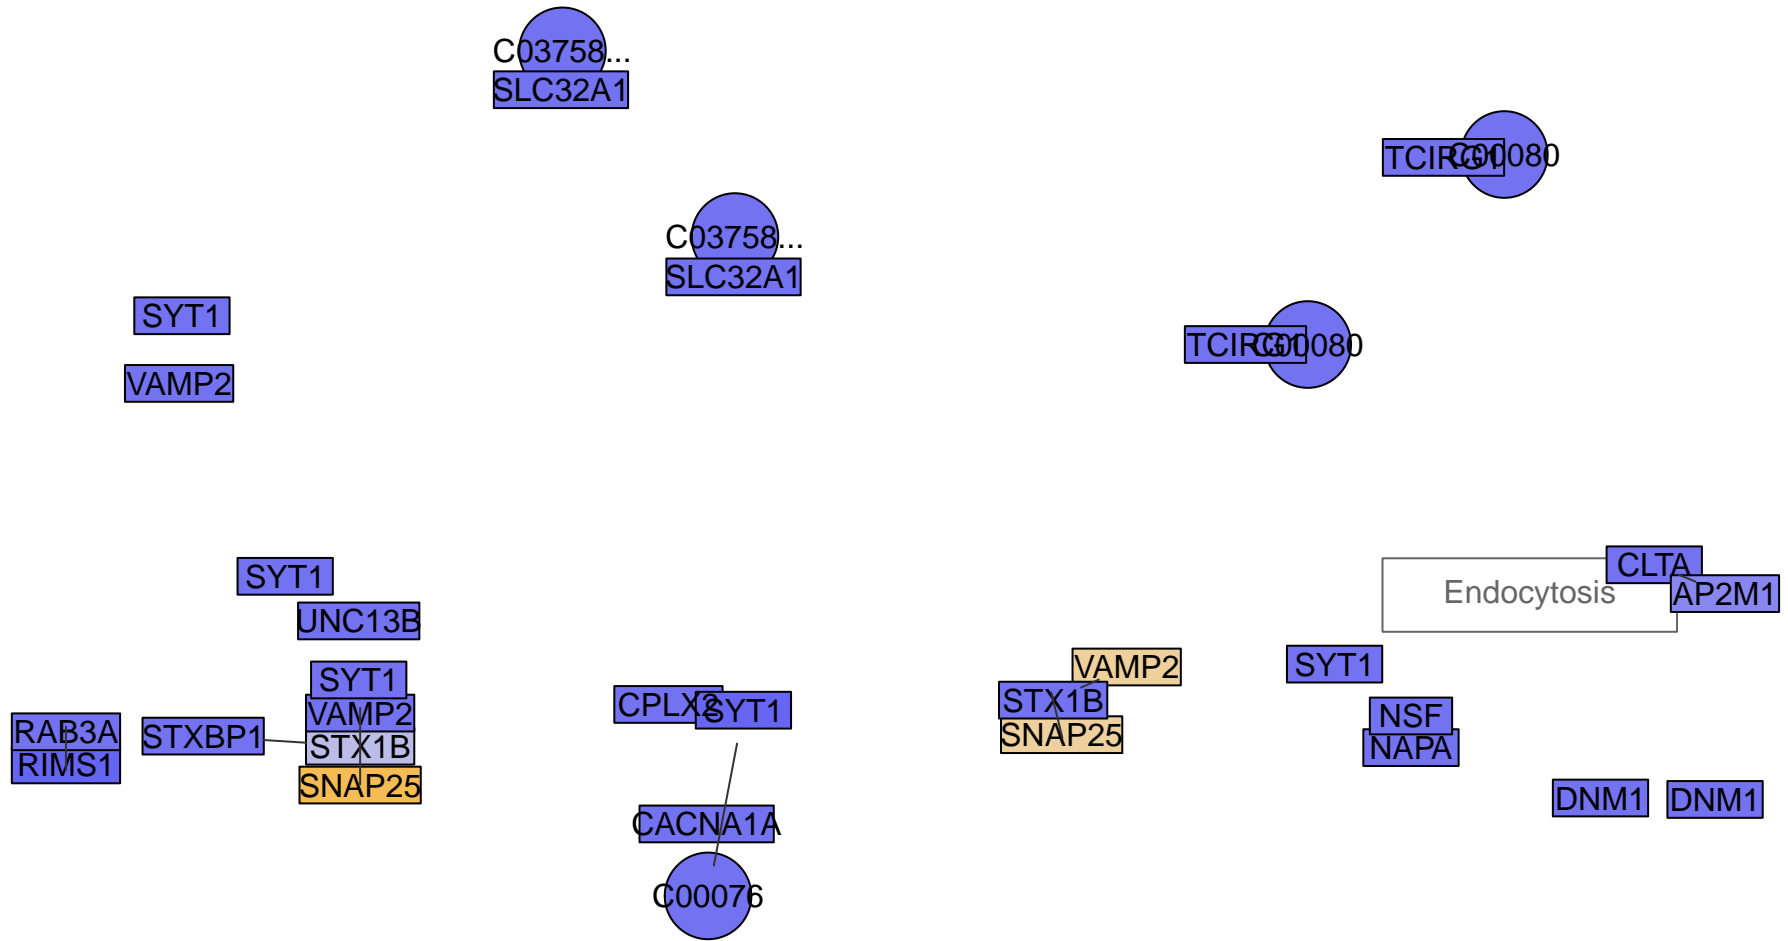 C03758...
SLC32A1
TCIRG1
C00080
C03758...
SLC32A1
SYT1
TCIRG1
C00080
VAMP2
SYT1
CLTA
Endocytosis
AP2M1
UNC13B
SYT1
VAMP2
SYT1
CPLX2
SYT1
STX1B
VAMP2
NSF
RAB3A
STXBP1
STX1B
SNAP25
NAPA
RIMS1
SNAP25
DNM1
DNM1
CACNA1A
C00076